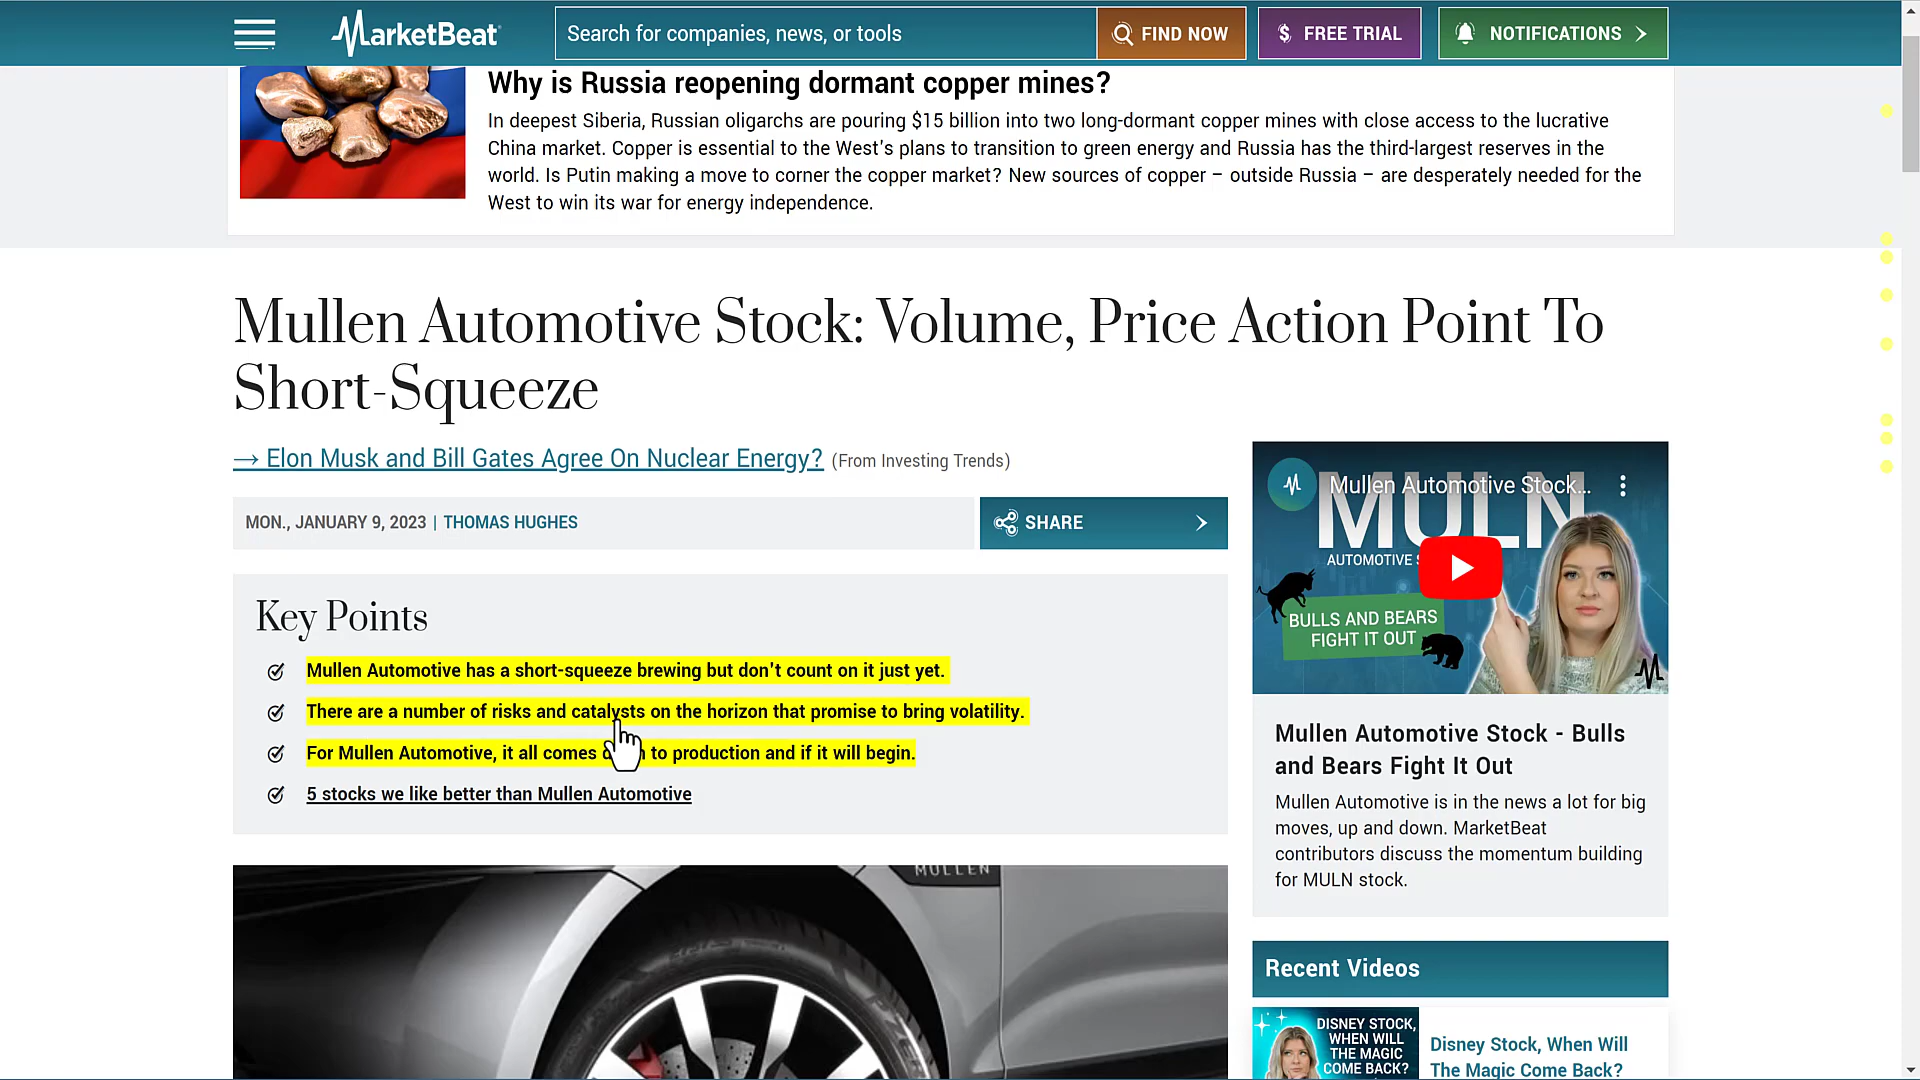 MarketBeat
Search for companies, news, or tools
FIND NOW
$ FREE TRIAL
NOTIFICATIONS
Why is Russia reopening dormant copper mines?
In deepest Siberia, Russian oligarchs are pouring $15 billion into two long-dormant copper mines with close access to the lucrative
China market. Copper is essential to the West's plans to transition to green energy and Russia has the third-largest reserves in the
world. Is Putin making a move to corner the copper market? New sources of copper – outside Russia – are desperately needed for the
West to win its war for energy independence.
Mullen Automotive Stock: Volume, Price Action Point To
Short-Squeeze
→ Elon Musk and Bill Gates Agree On Nuclear Energy? (From Investing Trends)
MON., JANUARY 9, 2023 | THOMAS HUGHES
SHARE
Key Points
Mullen Automotive has a short-squeeze brewing but don't count on it just yet.
There are a number of risks and catalysts on the horizon that promise to bring volatility.
For Mullen Automotive, it all comes to production and if it will begin.
5 stocks we like better than Mullen Automotive
MULLEN
Mullen Automotive Stock...
MULN
AUTOMOTIVE
BULLS AND BEARS
FIGHT IT OUT
Mullen Automotive Stock - Bulls
and Bears Fight It Out
Mullen Automotive is in the news a lot for big
moves, up and down. MarketBeat
contributors discuss the momentum building
for MULN stock.
Recent Videos
DISNEY STOCK,
WHEN WILL
THE MAGIC
COME BACK?
Disney Stock, When Will
The Magic Come Back?